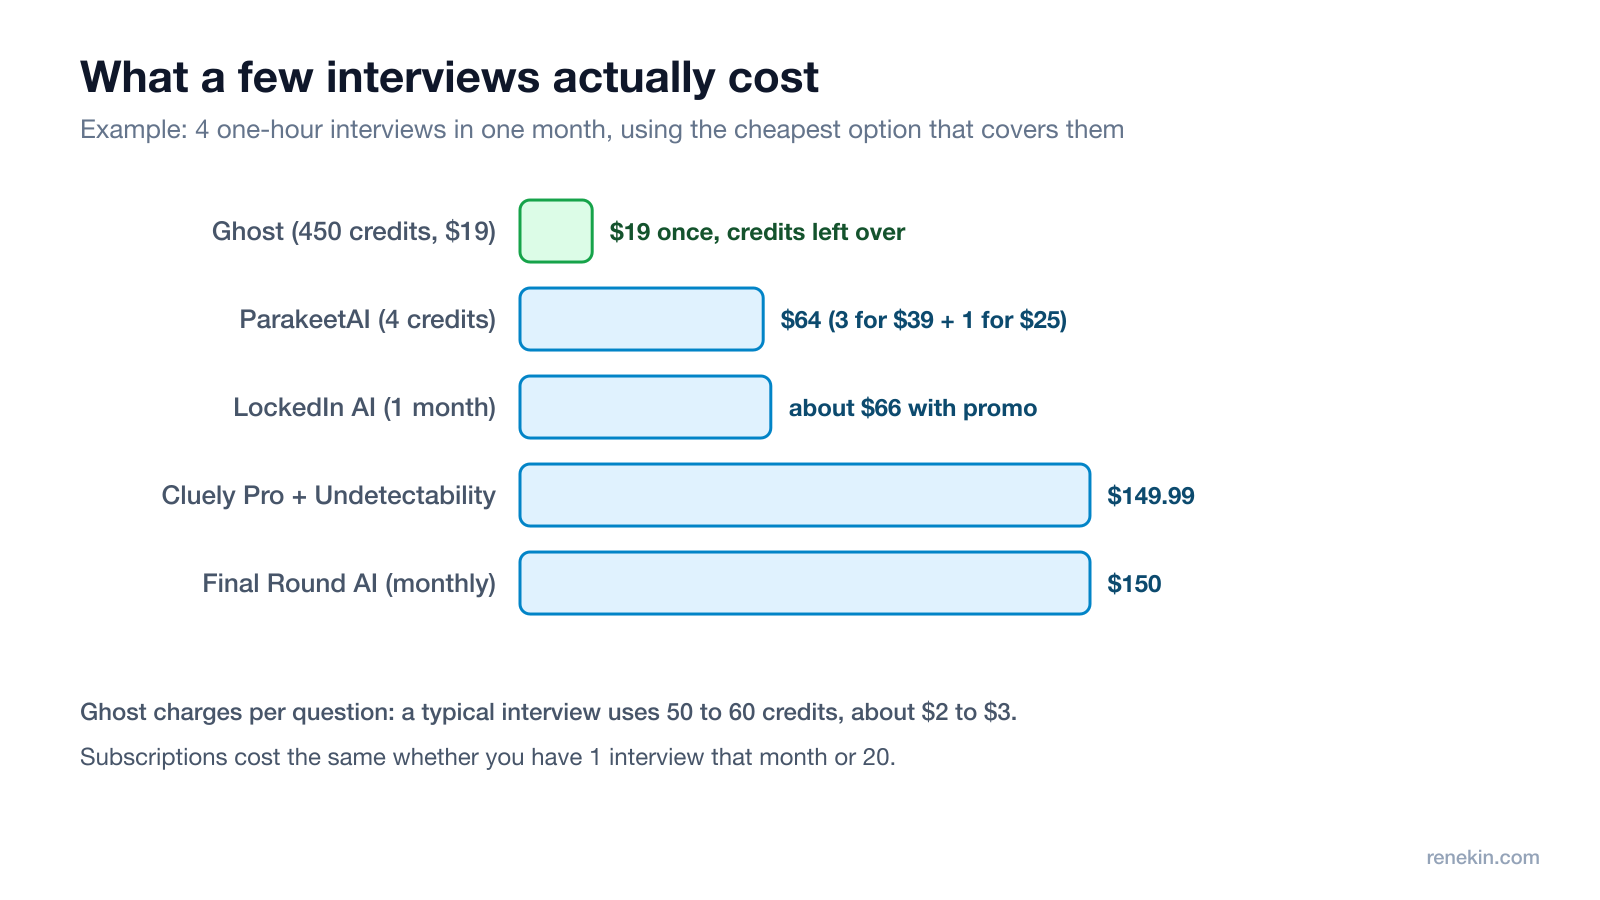 What a few interviews actually cost
Example: 4 one-hour interviews in one month, using the cheapest option that covers them
Ghost (450 credits, $19) $19 once, credits left over
ParakeetAI (4 credits) $64 (3 for $39 + 1 for $25)
LockedIn AI (1 month) about $66 with promo
Cluely Pro + Undetectability $149.99
Final Round AI (monthly) $150
Ghost charges per question: a typical interview uses 50 to 60 credits, about $2 to $3.
Subscriptions cost the same whether you have 1 interview that month or 20.
renekin.com